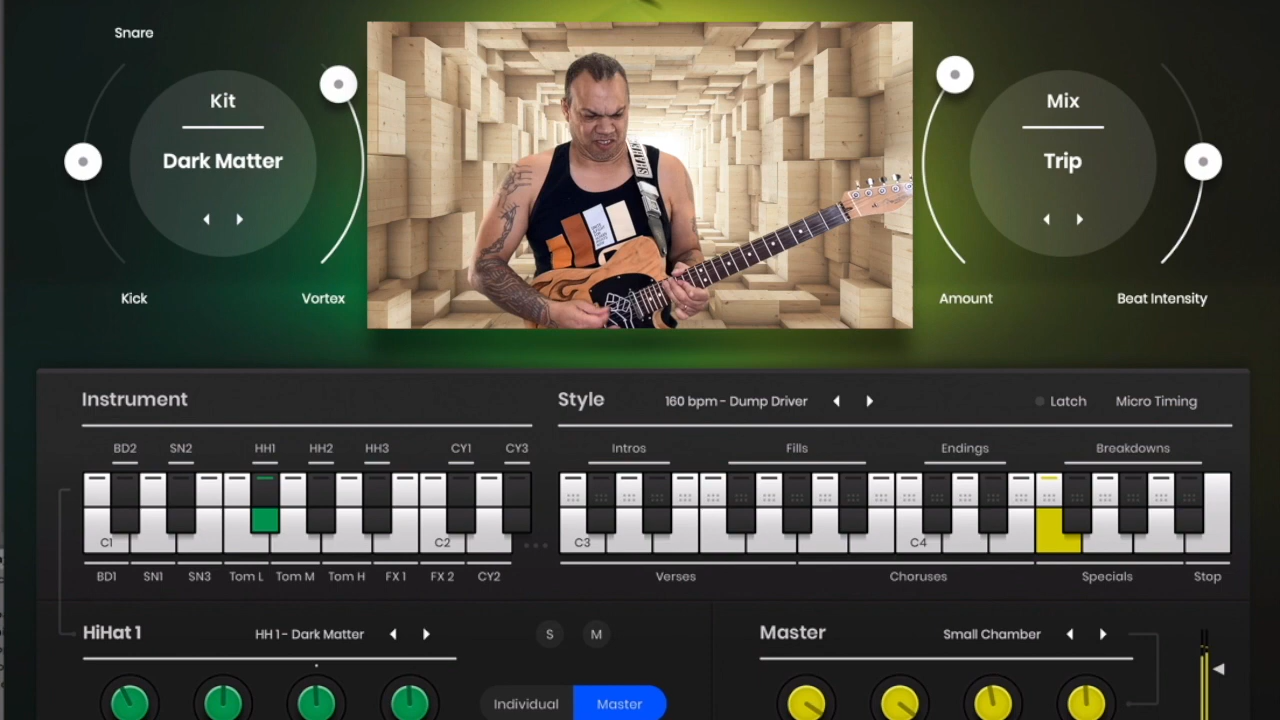 Snare
Kit
Dark Matter
Kick
Vortex
Mix
Trip
Amount
Beat Intensity
Instrument
BD2 SN2 HH1 HH2 HH3 CY1 CY3
C1 C2
BD1 SN1 SN3 Tom L Tom M Tom H FX 1 FX 2 CY2
Style
160 bpm - Dump Driver
Latch
Micro Timing
Intros Fills Endings Breakdowns
C3 C4
Verses Choruses Specials Stop
HiHat 1
HH 1 - Dark Matter
S M
Individual Master
Master
Small Chamber